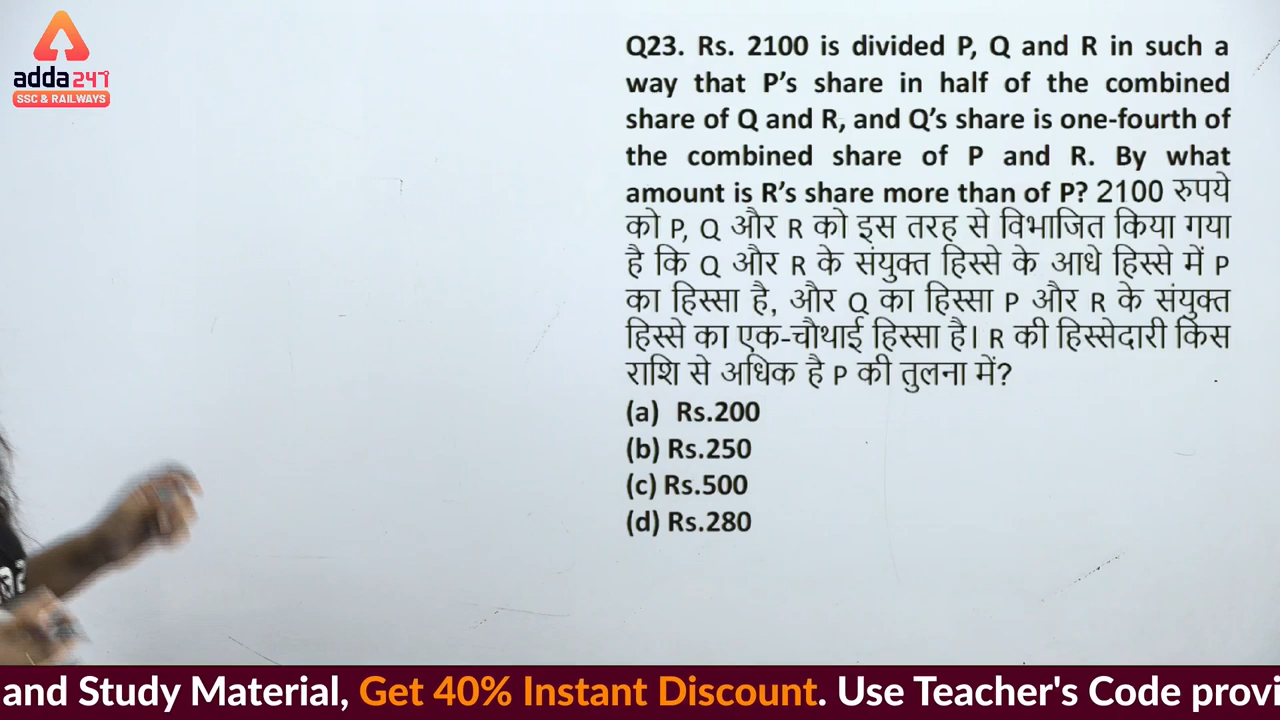 adda247
SSC & RAILWAYS
Q23. Rs. 2100 is divided P, Q and R in such a
way that P’s share in half of the combined
share of Q and R, and Q’s share is one-fourth of
the combined share of P and R. By what
amount is R’s share more than of P? 2100 रुपये
को P, Q और R को इस तरह से विभाजित किया गया
है कि Q और R के संयुक्त हिस्से के आधे हिस्से में P
का हिस्सा है, और Q का हिस्सा P और R के संयुक्त
हिस्से का एक-चौथाई हिस्सा है। R की हिस्सेदारी किस
राशि से अधिक है P की तुलना में?
(a) Rs.200
(b) Rs.250
(c) Rs.500
(d) Rs.280
and Study Material, Get 40% Instant Discount. Use Teacher's Code provi